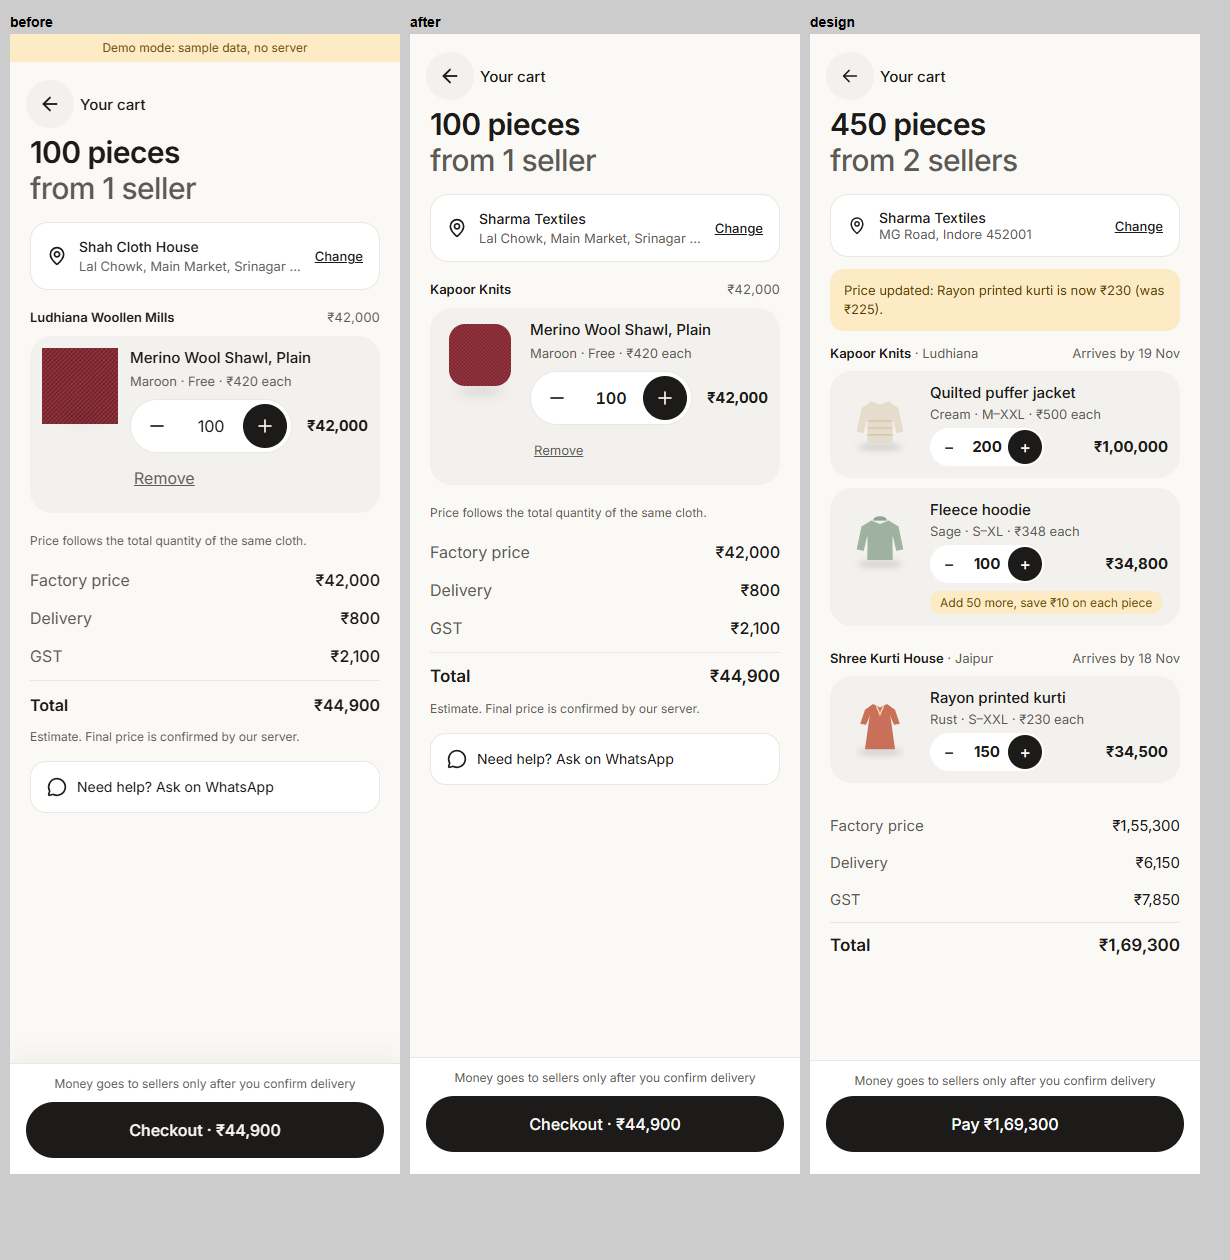 before
Demo mode: sample data, no server
Your cart
100 pieces
from 1 seller
Shah Cloth House
Lal Chowk, Main Market, Srinagar ...
Change
Ludhiana Woollen Mills
₹42,000
Merino Wool Shawl, Plain
Maroon · Free · ₹420 each
− 100 +
₹42,000
Remove
Price follows the total quantity of the same cloth.
Factory price ₹42,000
Delivery ₹800
GST ₹2,100
Total ₹44,900
Estimate. Final price is confirmed by our server.
Need help? Ask on WhatsApp
Money goes to sellers only after you confirm delivery
Checkout · ₹44,900
after
Your cart
100 pieces
from 1 seller
Sharma Textiles
Lal Chowk, Main Market, Srinagar ...
Change
Kapoor Knits
₹42,000
Merino Wool Shawl, Plain
Maroon · Free · ₹420 each
− 100 +
₹42,000
Remove
Price follows the total quantity of the same cloth.
Factory price ₹42,000
Delivery ₹800
GST ₹2,100
Total ₹44,900
Estimate. Final price is confirmed by our server.
Need help? Ask on WhatsApp
Money goes to sellers only after you confirm delivery
Checkout · ₹44,900
design
Your cart
450 pieces
from 2 sellers
Sharma Textiles
MG Road, Indore 452001
Change
Price updated: Rayon printed kurti is now ₹230 (was
₹225).
Kapoor Knits · Ludhiana
Arrives by 19 Nov
Quilted puffer jacket
Cream · M–XXL · ₹500 each
− 200 +
₹1,00,000
Fleece hoodie
Sage · S–XL · ₹348 each
− 100 +
₹34,800
Add 50 more, save ₹10 on each piece
Shree Kurti House · Jaipur
Arrives by 18 Nov
Rayon printed kurti
Rust · S–XXL · ₹230 each
− 150 +
₹34,500
Factory price ₹1,55,300
Delivery ₹6,150
GST ₹7,850
Total ₹1,69,300
Money goes to sellers only after you confirm delivery
Pay ₹1,69,300